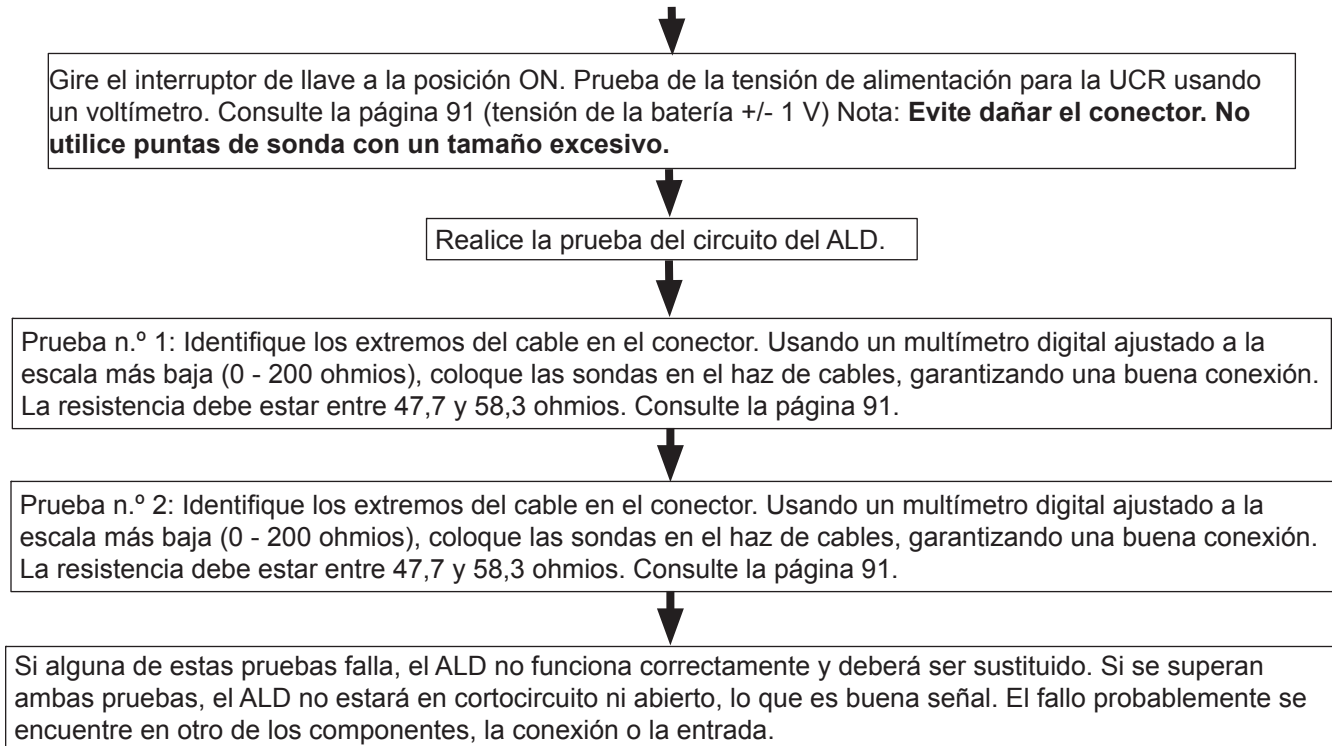 Gire el interruptor de llave a la posición ON. Prueba de la tensión de alimentación para la UCR usando
un voltímetro. Consulte la página 91 (tensión de la batería +/- 1 V) Nota: Evite dañar el conector. No
utilice puntas de sonda con un tamaño excesivo.
Realice la prueba del circuito del ALD.
Prueba n.º 1: Identifique los extremos del cable en el conector. Usando un multímetro digital ajustado a la
escala más baja (0 - 200 ohmios), coloque las sondas en el haz de cables, garantizando una buena conexión.
La resistencia debe estar entre 47,7 y 58,3 ohmios. Consulte la página 91.
Prueba n.º 2: Identifique los extremos del cable en el conector. Usando un multímetro digital ajustado a la
escala más baja (0 - 200 ohmios), coloque las sondas en el haz de cables, garantizando una buena conexión.
La resistencia debe estar entre 47,7 y 58,3 ohmios. Consulte la página 91.
Si alguna de estas pruebas falla, el ALD no funciona correctamente y deberá ser sustituido. Si se superan
ambas pruebas, el ALD no estará en cortocircuito ni abierto, lo que es buena señal. El fallo probablemente se
encuentre en otro de los componentes, la conexión o la entrada.